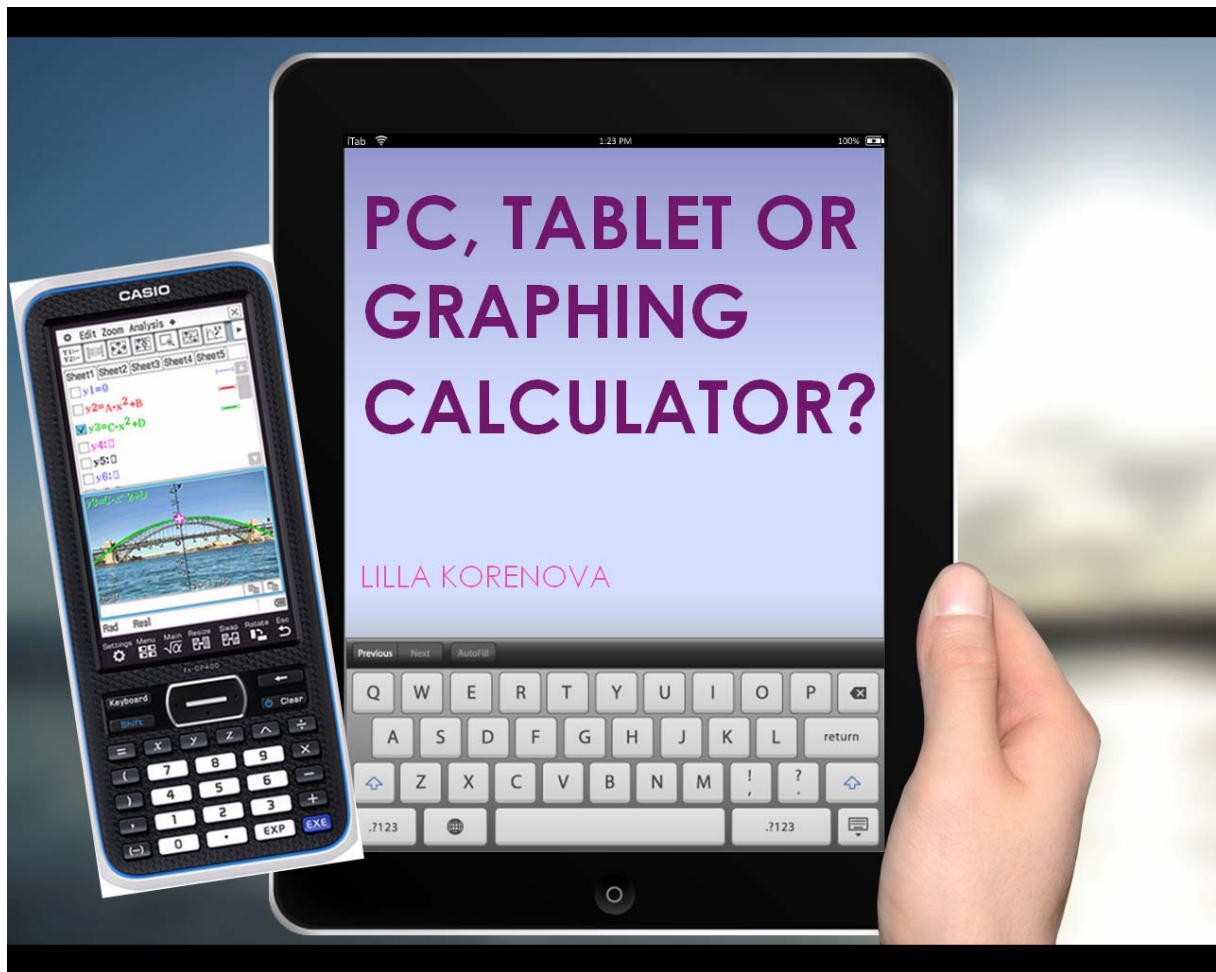 iTab 1:23 PM 100%
PC, TABLET OR
GRAPHING
CALCULATOR?
LILLA KORENOVA
CASIO
Edit Zoom Analysis
Sheet1 Sheet2 Sheet3 Sheet4 Sheet5
y1=0
y2=A·x²+B
y3=C·x²+D
y4:
y5:
y6:
Rad Real
Settings Menu Main Resize Swap Rotate Esc
fx-CP400
Keyboard
Shift Clear
= x y z ^ ÷
( 7 8 9 ×
) 4 5 6 −
, 1 2 3 +
(−) 0 . EXP EXE
Previous Next AutoFill
Q W E R T Y U I O P
A S D F G H J K L return
Z X C V B N M ! , ? .
.?123 .?123